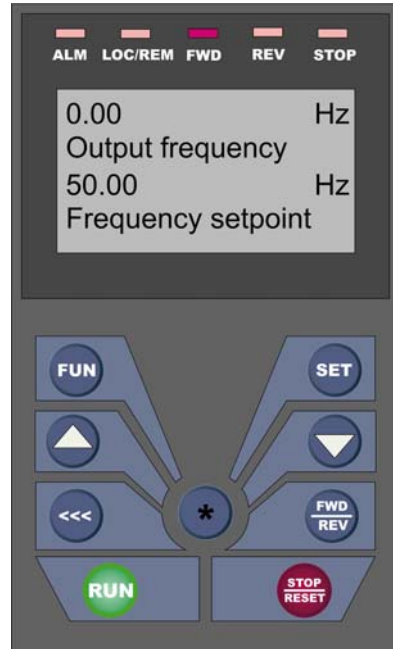 ALM LOC/REM FWD REV STOP
0.00 Hz
Output frequency
50.00 Hz
Frequency setpoint
FUN SET
<<< * FWD
REV
RUN STOP
RESET